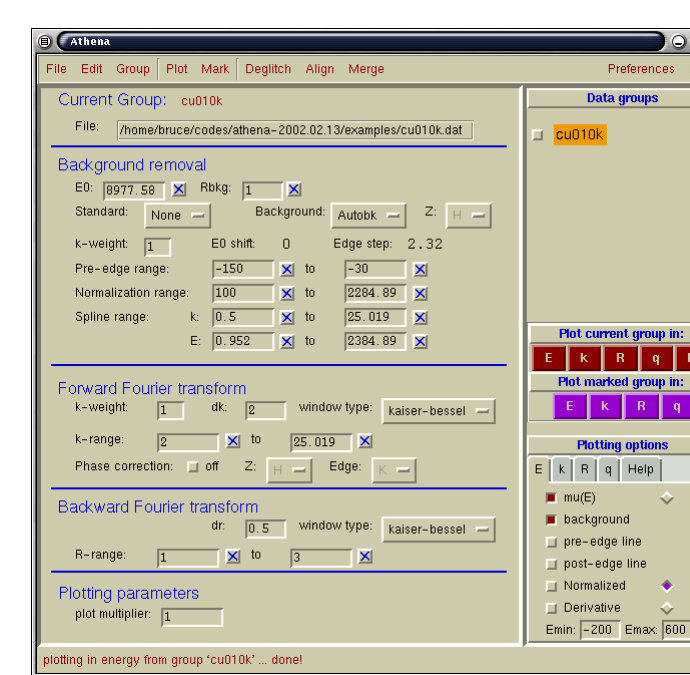 Athena
File Edit Group Plot Mark Deglitch Align Merge Preferences
Current Group: cu010k
File: /home/bruce/codes/athena-2002.02.13/examples/cu010k.dat
Background removal
E0: 8977.58 Rbkg: 1
Standard: None Background: Autobk Z: H
k-weight: 1 E0 shift: 0 Edge step: 2.32
Pre-edge range: -150 to -30
Normalization range: 100 to 2284.89
Spline range: k: 0.5 to 25.019
E: 0.952 to 2384.89
Forward Fourier transform
k-weight: 1 dk: 2 window type: kaiser-bessel
k-range: 2 to 25.019
Phase correction: off Z: H Edge: K
Backward Fourier transform
dr: 0.5 window type: kaiser-bessel
R-range: 1 to 3
Plotting parameters
plot multiplier: 1
Data groups
cu010k
Plot current group in:
E k R q
Plot marked group in:
E k R q
Plotting options
E k R q Help
mu(E)
background
pre-edge line
post-edge line
Normalized
Derivative
Emin: -200 Emax: 600
plotting in energy from group ‘cu010k’ ... done!